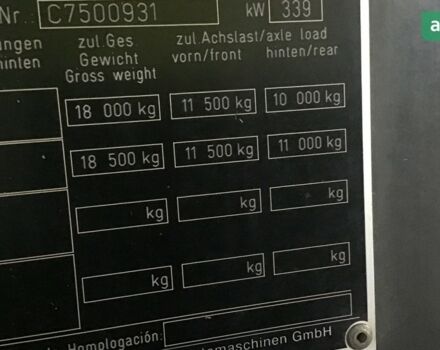 Nr.: C7500931 kW 339
ungen zul.Ges. zul.Achslast/axle load
hinten Gewicht vorn/front hinten/rear
Gross weight
18 000 kg 11 500 kg 10 000 kg
18 500 kg 11 500 kg 11 000 kg
kg kg kg
kg kg kg
Homologación:
maschinen GmbH
a